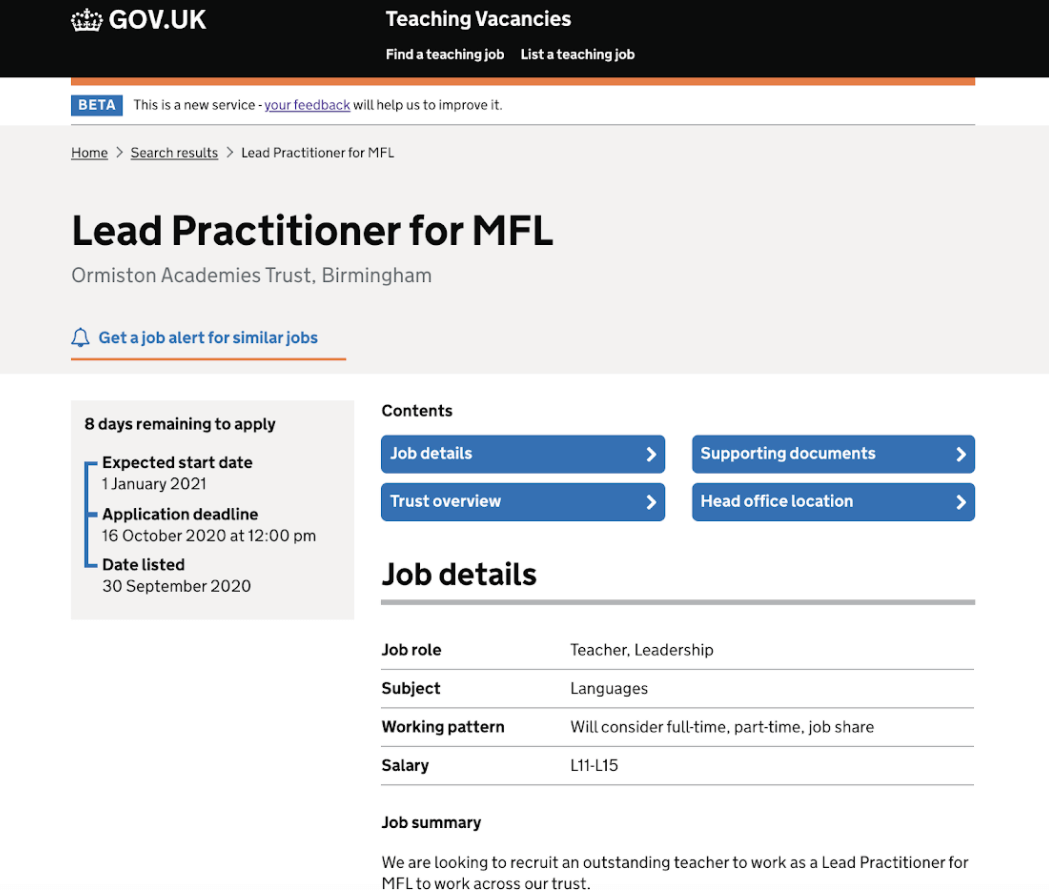 GOV.UK
Teaching Vacancies
Find a teaching job List a teaching job
BETA This is a new service - your feedback will help us to improve it.
Home > Search results > Lead Practitioner for MFL
Lead Practitioner for MFL
Ormiston Academies Trust, Birmingham
Get a job alert for similar jobs
8 days remaining to apply
Expected start date
1 January 2021
Application deadline
16 October 2020 at 12:00 pm
Date listed
30 September 2020
Contents
Job details
Supporting documents
Trust overview
Head office location
Job details
Job role Teacher, Leadership
Subject Languages
Working pattern Will consider full-time, part-time, job share
Salary L11-L15
Job summary
We are looking to recruit an outstanding teacher to work as a Lead Practitioner for
MFL to work across our trust.